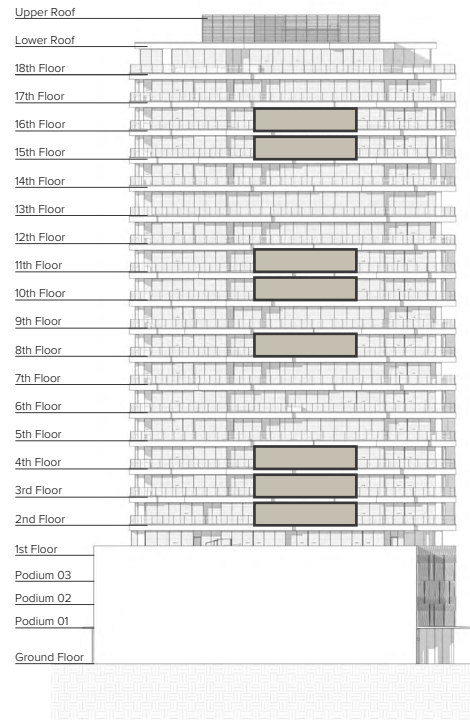 Upper Roof
Lower Roof
18th Floor
17th Floor
16th Floor
15th Floor
14th Floor
13th Floor
12th Floor
11th Floor
10th Floor
9th Floor
8th Floor
7th Floor
6th Floor
5th Floor
4th Floor
3rd Floor
2nd Floor
1st Floor
Podium 03
Podium 02
Podium 01
Ground Floor